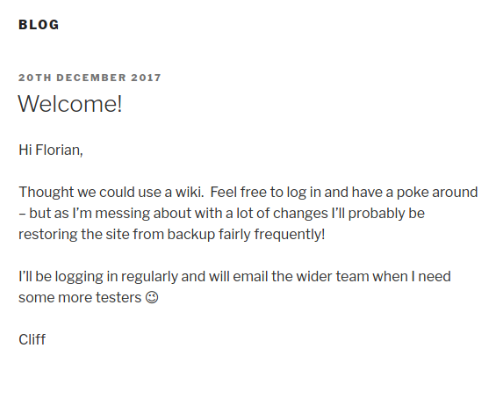 BLOG
20TH DECEMBER 2017
Welcome!
Hi Florian,
Thought we could use a wiki.  Feel free to log in and have a poke around
– but as I’m messing about with a lot of changes I’ll probably be
restoring the site from backup fairly frequently!
I’ll be logging in regularly and will email the wider team when I need
some more testers 🙂
Cliff